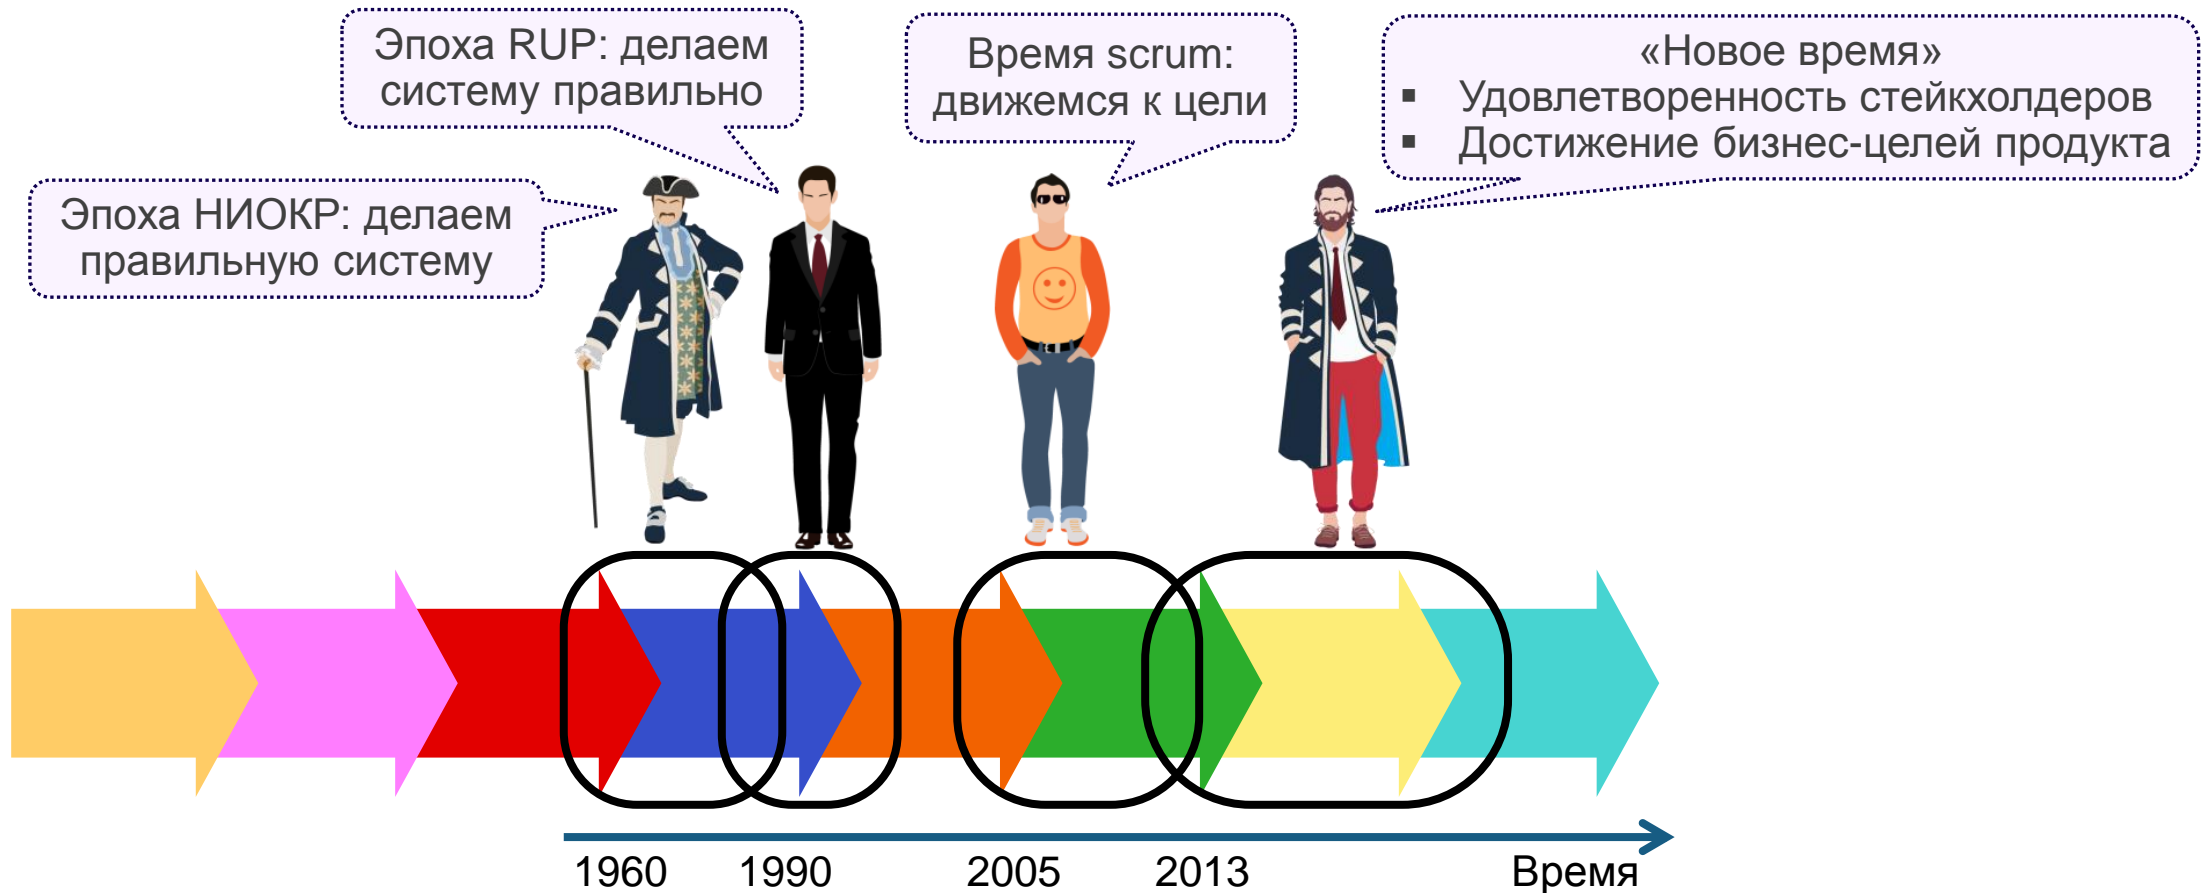 Эпоха RUP: делаем
систему правильно
Время scrum:
движемся к цели
«Новое время»
▪ Удовлетворенность стейкхолдеров
▪ Достижение бизнес-целей продукта
Эпоха НИОКР: делаем
правильную систему
1960 1990 2005 2013 Время